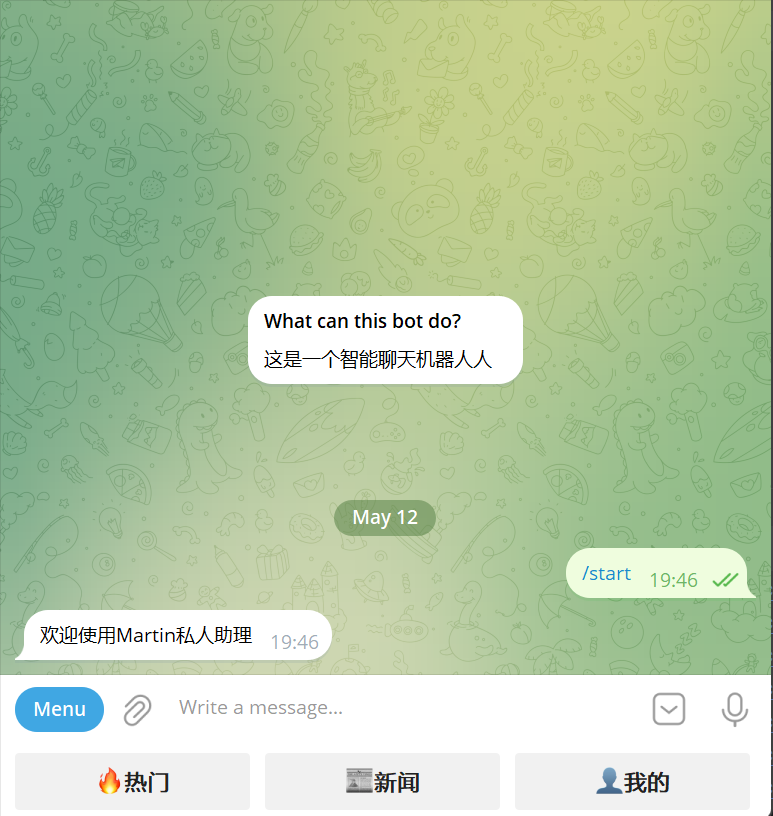 What can this bot do?
这是一个智能聊天机器人人
May 12
/start 19:46
欢迎使用Martin私人助理 19:46
Menu Write a message...
🔥热门 📰新闻 👤我的